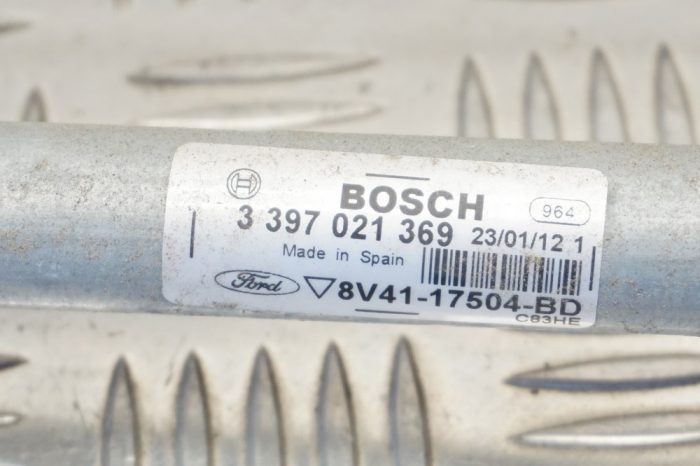 BOSCH 964
3 397 021 369 23/01/12 1
Made in Spain
Ford 8V41-17504-BD
C83HE